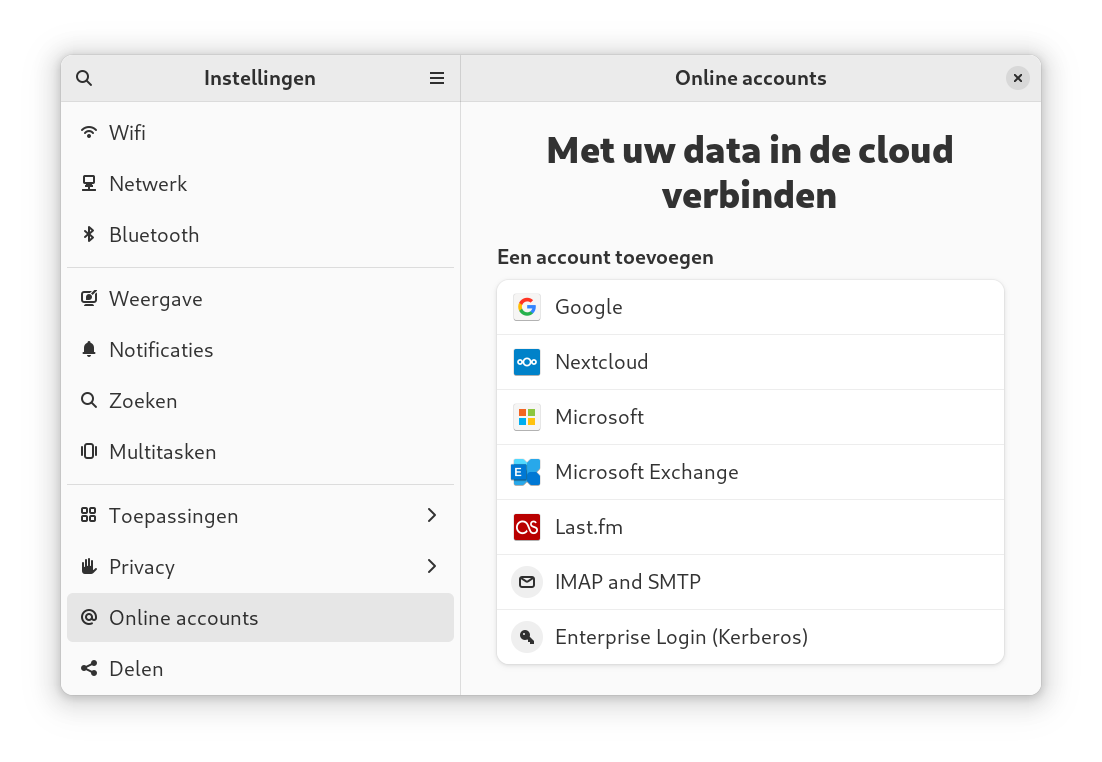 Instellingen
Online accounts
Wifi
Netwerk
Bluetooth
Weergave
Notificaties
Zoeken
Multitasken
Toepassingen
Privacy
Online accounts
Delen
Met uw data in de cloud
verbinden
Een account toevoegen
Google
Nextcloud
Microsoft
Microsoft Exchange
Last.fm
IMAP and SMTP
Enterprise Login (Kerberos)